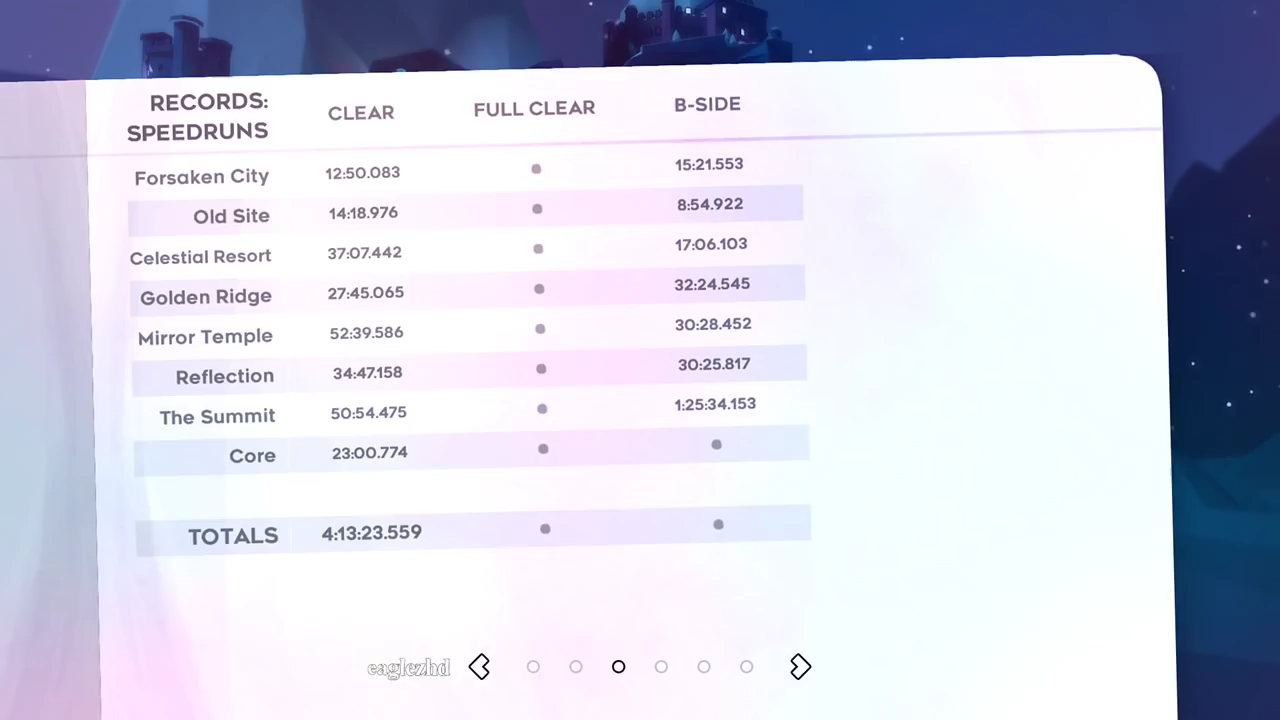 RECORDS:
SPEEDRUNS CLEAR FULL CLEAR B-SIDE
Forsaken City 12:50.083 15:21.553
Old Site 14:18.976 8:54.922
Celestial Resort 37:07.442 17:06.103
Golden Ridge 27:45.065 32:24.545
Mirror Temple 52:39.586 30:28.452
Reflection 34:47.158 30:25.817
The Summit 50:54.475 1:25:34.153
Core 23:00.774
TOTALS 4:13:23.559
eaglezhd